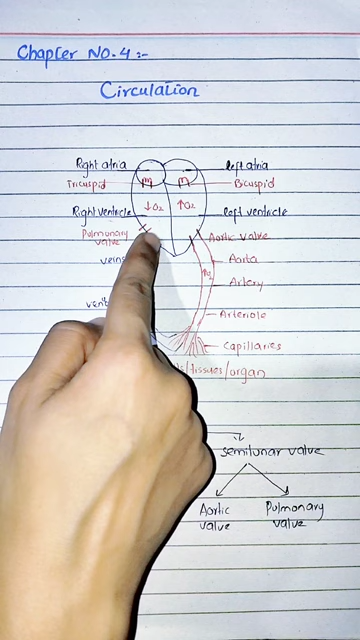 Chapter NO.4 :-
Circulation
Right atria
left atria
Tricuspid
Bicuspid
↓O₂
↑O₂
Right ventricle
left ventricle
Pulmonary valve
Aortic valve
veins
Aorta
Artery
Arteriole
Capillaries
/tissues/organ
semilunar valve
Aortic valve
Pulmonary valve